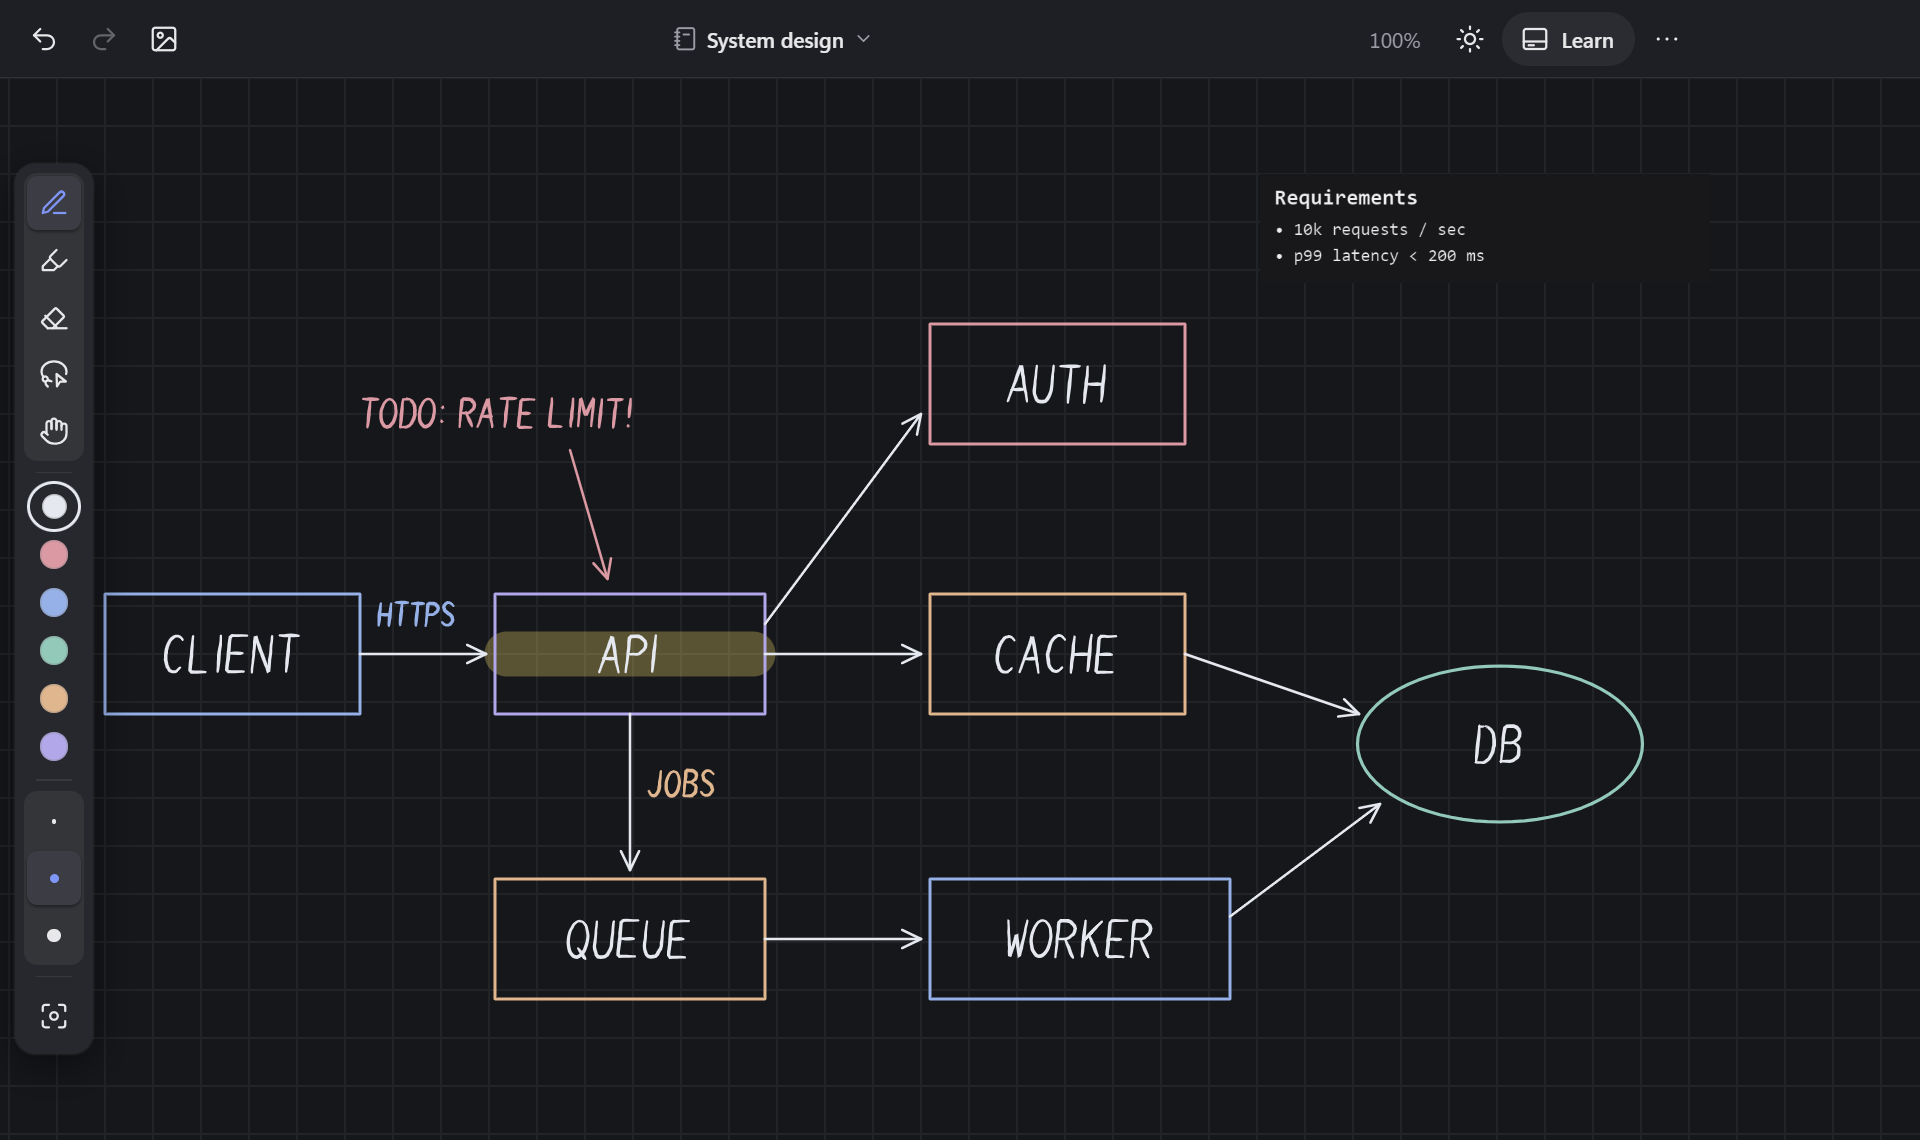 System design
100%
Learn
Requirements
• 10k requests / sec
• p99 latency < 200 ms
AUTH
TODO: RATE LIMIT!
CLIENT
HTTPS
API
CACHE
DB
JOBS
QUEUE
WORKER